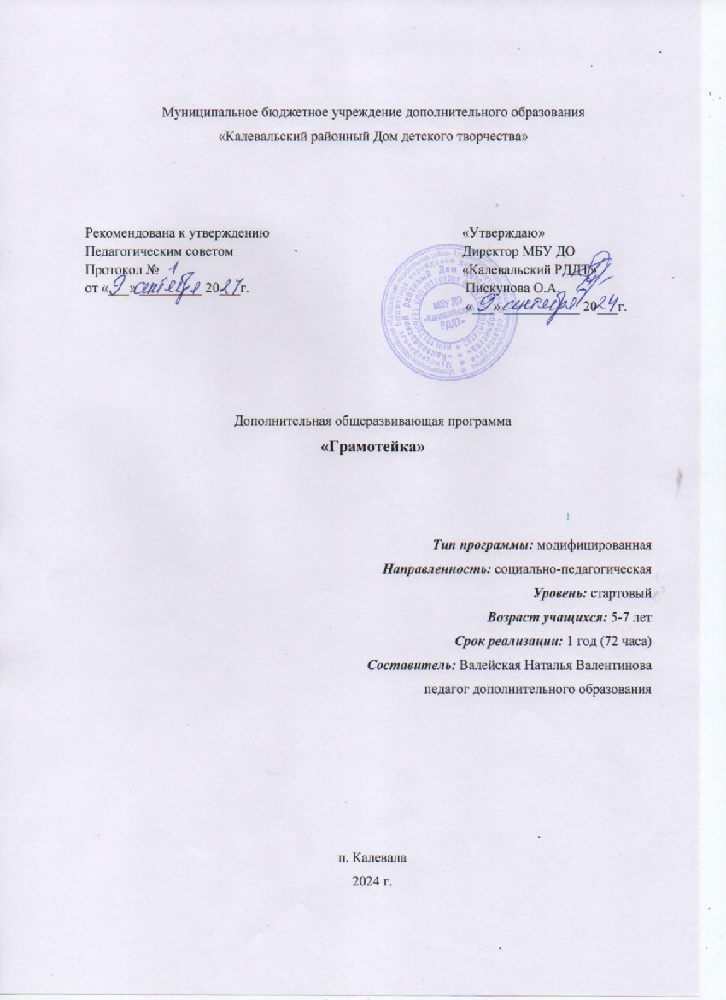 Муниципальное бюджетное учреждение дополнительного образования
«Калевальский районный Дом детского творчества»
Рекомендована к утверждению
Педагогическим советом
Протокол № 1
от «9» сентября 2024 г.
«Утверждаю»
Директор МБУ ДО
«Калевальский РДДТ»
Пискунова О.А.
«9» сентября 2024 г.
МБУ ДО
«Калевальский
РДДТ»
Дополнительная общеразвивающая программа
«Грамотейка»
Тип программы: модифицированная
Направленность: социально-педагогическая
Уровень: стартовый
Возраст учащихся: 5-7 лет
Срок реализации: 1 год (72 часа)
Составитель: Валейская Наталья Валентинова
педагог дополнительного образования
п. Калевала
2024 г.